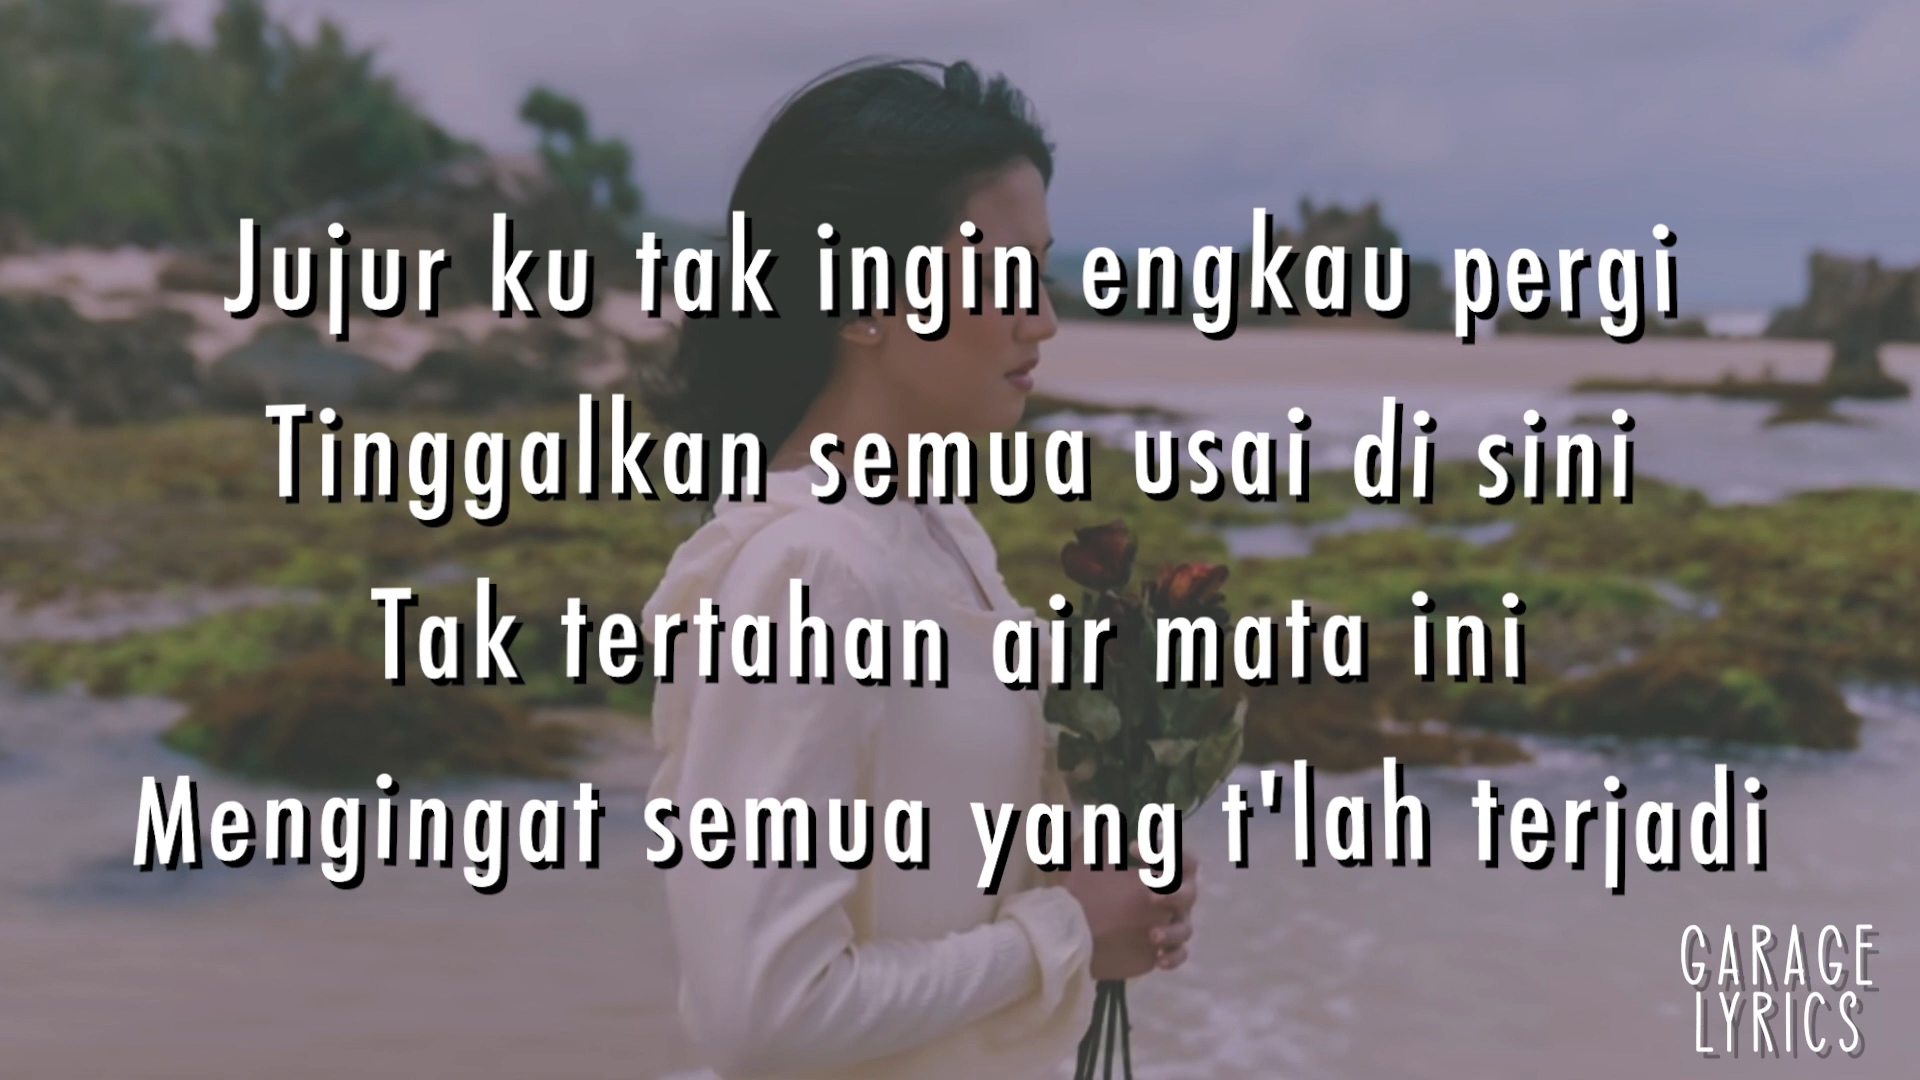 Jujur ku tak ingin engkau pergi
Tinggalkan semua usai di sini
Tak tertahan air mata ini
Mengingat semua yang t'lah terjadi
GARAGE
LYRICS